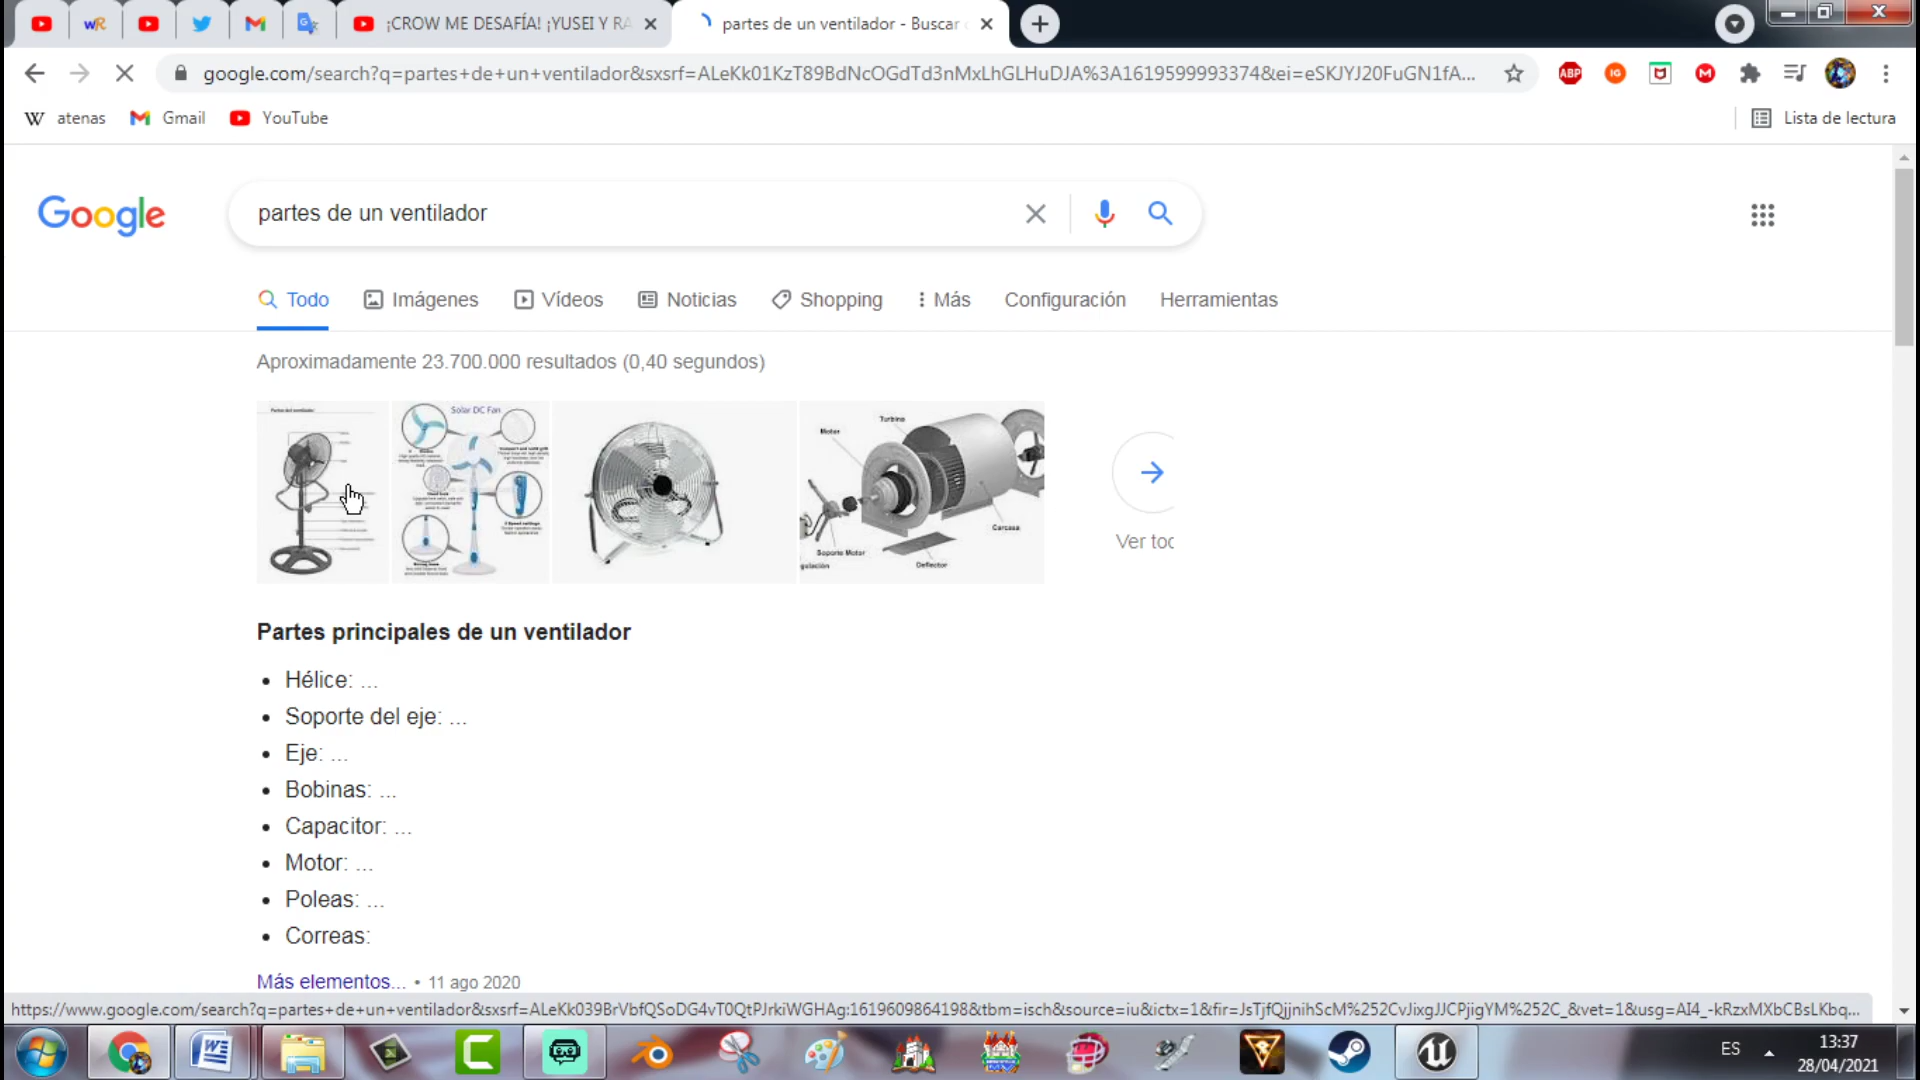 ¡CROW ME DESAFÍA! ¡YUSEI Y RA
partes de un ventilador - Buscar
google.com/search?q=partes+de+un+ventilador&sxsrf=ALeKk01KzT89BdNcOGdTd3nMxLhGLHuDJA%3A1619599993374&ei=eSKJYJ20FuGN1fA...
atenas
Gmail
YouTube
Lista de lectura
Google
partes de un ventilador
Todo
Imágenes
Vídeos
Noticias
Shopping
Más
Configuración
Herramientas
Aproximadamente 23.700.000 resultados (0,40 segundos)
Partes del ventilador
Solar DC Fan
Turbina
Motor
Carcasa
Soporte Motor
Deflector
Ver toc
Partes principales de un ventilador
Hélice: ...
Soporte del eje: ...
Eje: ...
Bobinas: ...
Capacitor: ...
Motor: ...
Poleas: ...
Correas:
Más elementos... • 11 ago 2020
https://www.google.com/search?q=partes+de+un+ventilador&sxsrf=ALeKk039BrVbfQSoDG4vT0QtPJrkiWGHAg:1619609864198&tbm=isch&source=iu&ictx=1&fir=JsTjfQjjnihScM%252CvJixgJJCPjigYM%252C_&vet=1&usg=AI4_-kRzxMXbCBsLKbq...
ES
13:37
28/04/2021